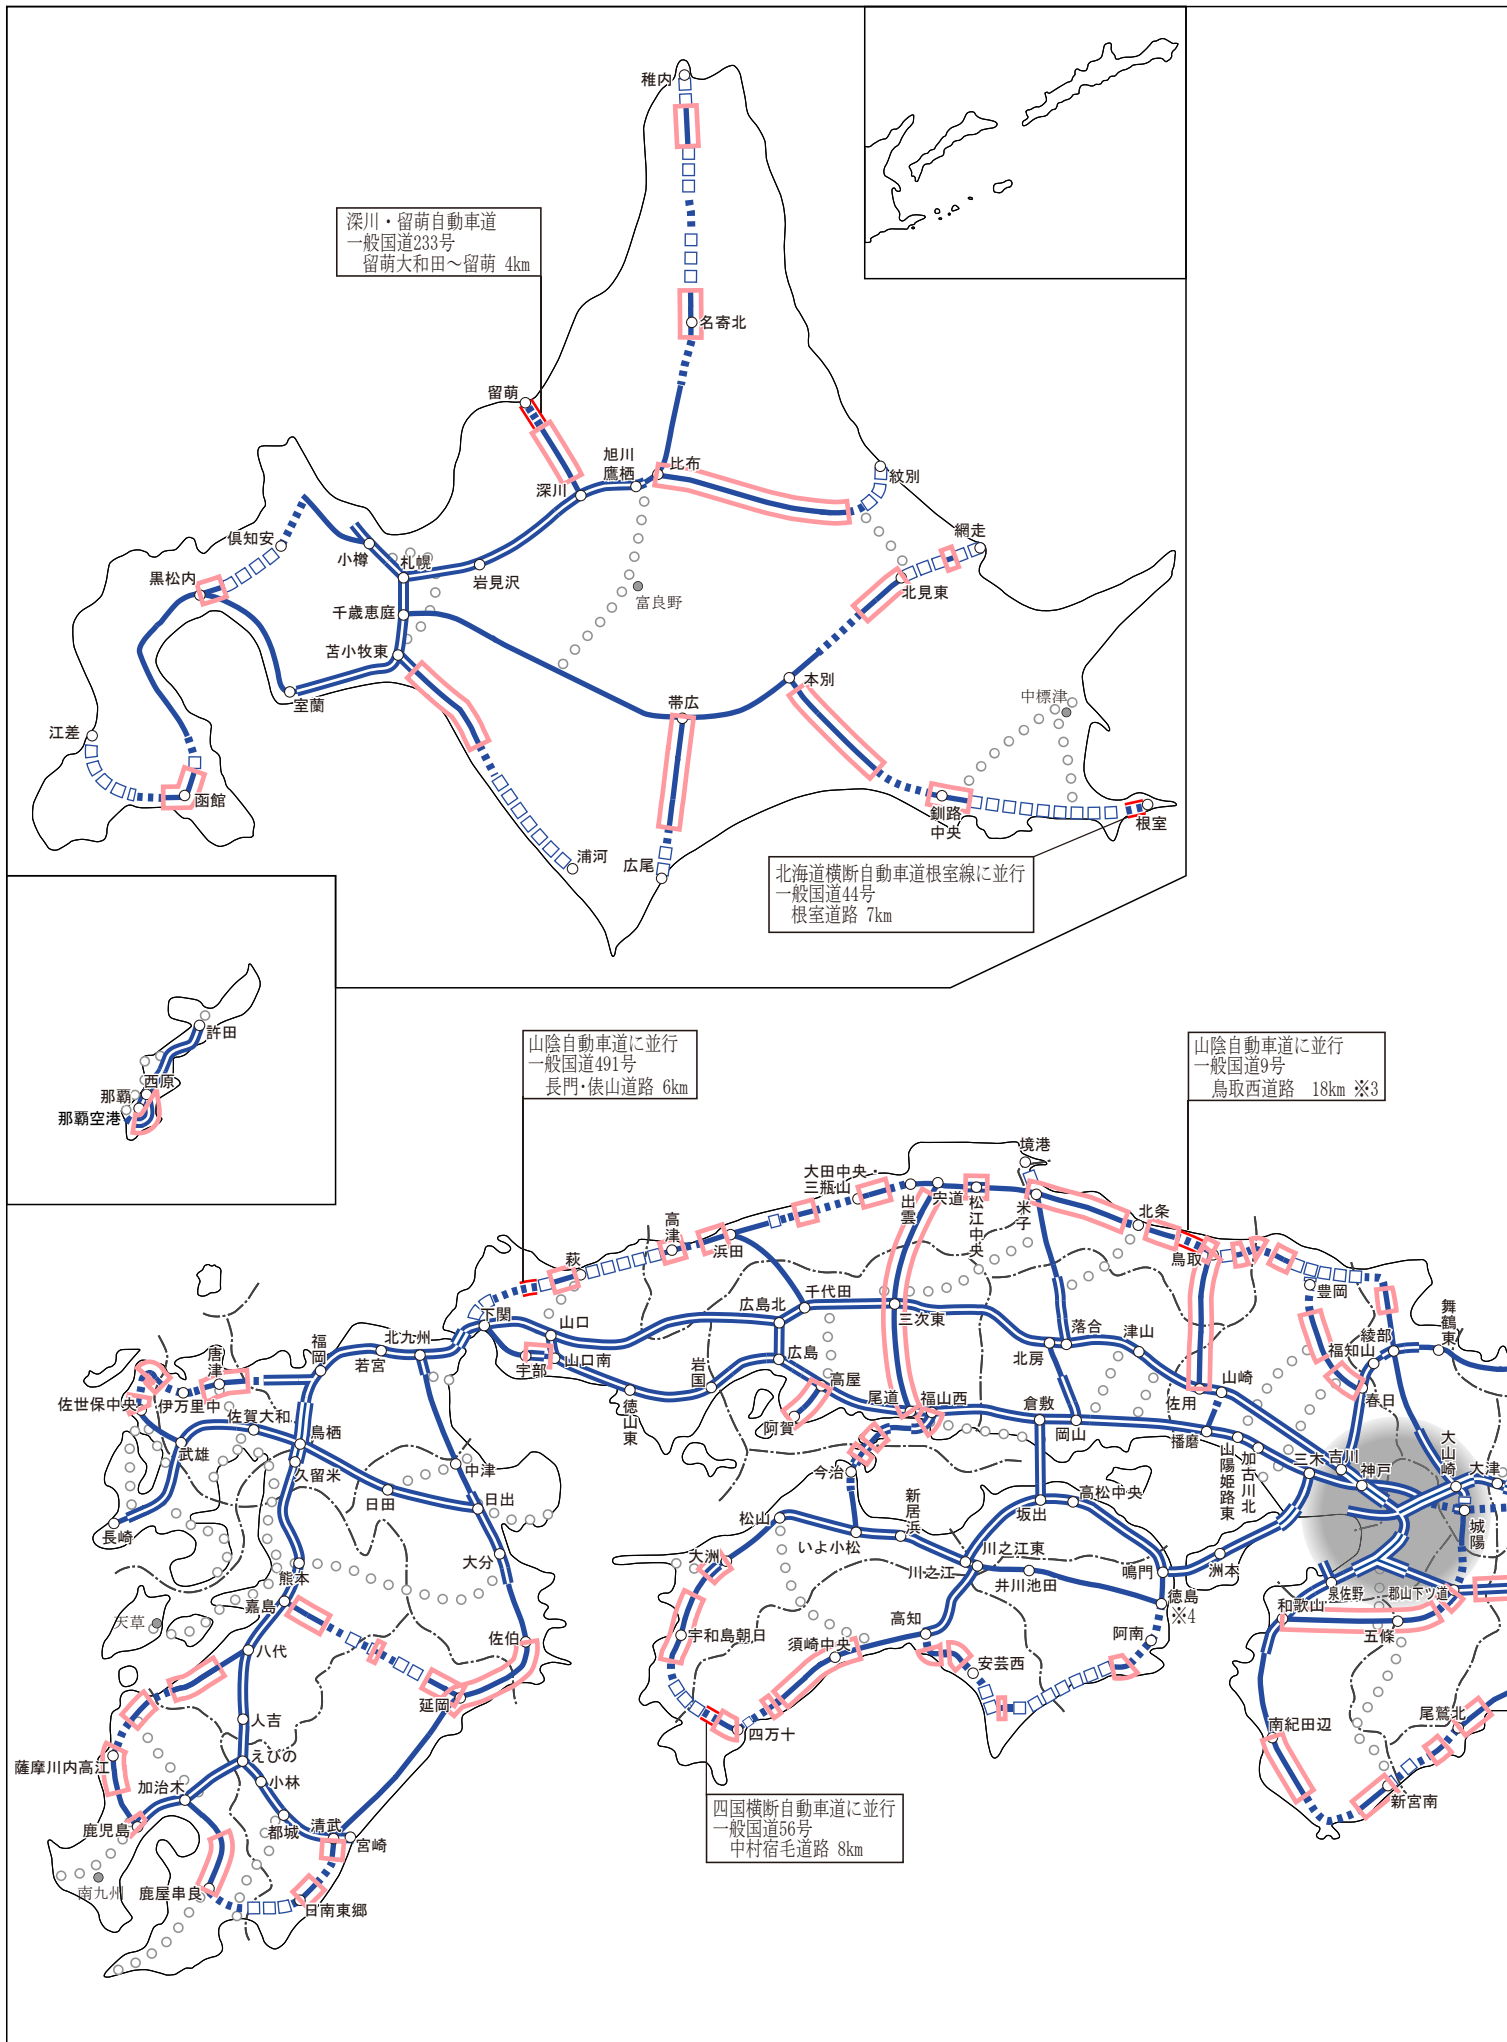 稚内
深川・留萌自動車道
一般国道233号
留萌大和田～留萌 4km
名寄北
留萌
旭川
鷹栖
比布
深川
紋別
網走
倶知安
小樽
札幌
岩見沢
北見東
黒松内
千歳恵庭
富良野
苫小牧東
本別
中標津
室蘭
帯広
江差
函館
釧路
中央
根室
浦河
広尾
北海道横断自動車道根室線に並行
一般国道44号
根室道路 7km
許田
西原
那覇
那覇空港
山陰自動車道に並行
一般国道491号
長門・俵山道路 6km
山陰自動車道に並行
一般国道9号
鳥取西道路 18km ※3
境港
大田中央・
三瓶山
出雲
宍道
松江中央
米子
北条
鳥取
高津
浜田
萩
豊岡
舞鶴東
綾部
福知山
春日
下関
山口
宇部
山口南
広島北
千代田
三次東
北房
落合
津山
佐用
山崎
福岡
若宮
北九州
唐津
伊万里中
佐世保中央
佐賀大和
武雄
鳥栖
久留米
日田
中津
日出
長崎
岩国
徳山東
広島
高屋
阿賀
尾道
福山西
倉敷
岡山
播磨
山陽姫路東
加古川北
三木
吉川
神戸
大山崎
大津
城陽
今治
新居浜
松山
いよ小松
坂出
高松中央
川之江
川之江東
井川池田
鳴門
徳島
※4
洲本
泉佐野
郡山下ツ道
和歌山
五條
大洲
高知
阿南
宇和島朝日
須崎中央
安芸西
四万十
大分
熊本
嘉島
天草
八代
佐伯
延岡
人吉
えびの
小林
薩摩川内高江
加治木
鹿児島
都城
清武
宮崎
南九州
鹿屋串良
日南東郷
南紀田辺
尾鷲北
新宮南
四国横断自動車道に並行
一般国道56号
中村宿毛道路 8km